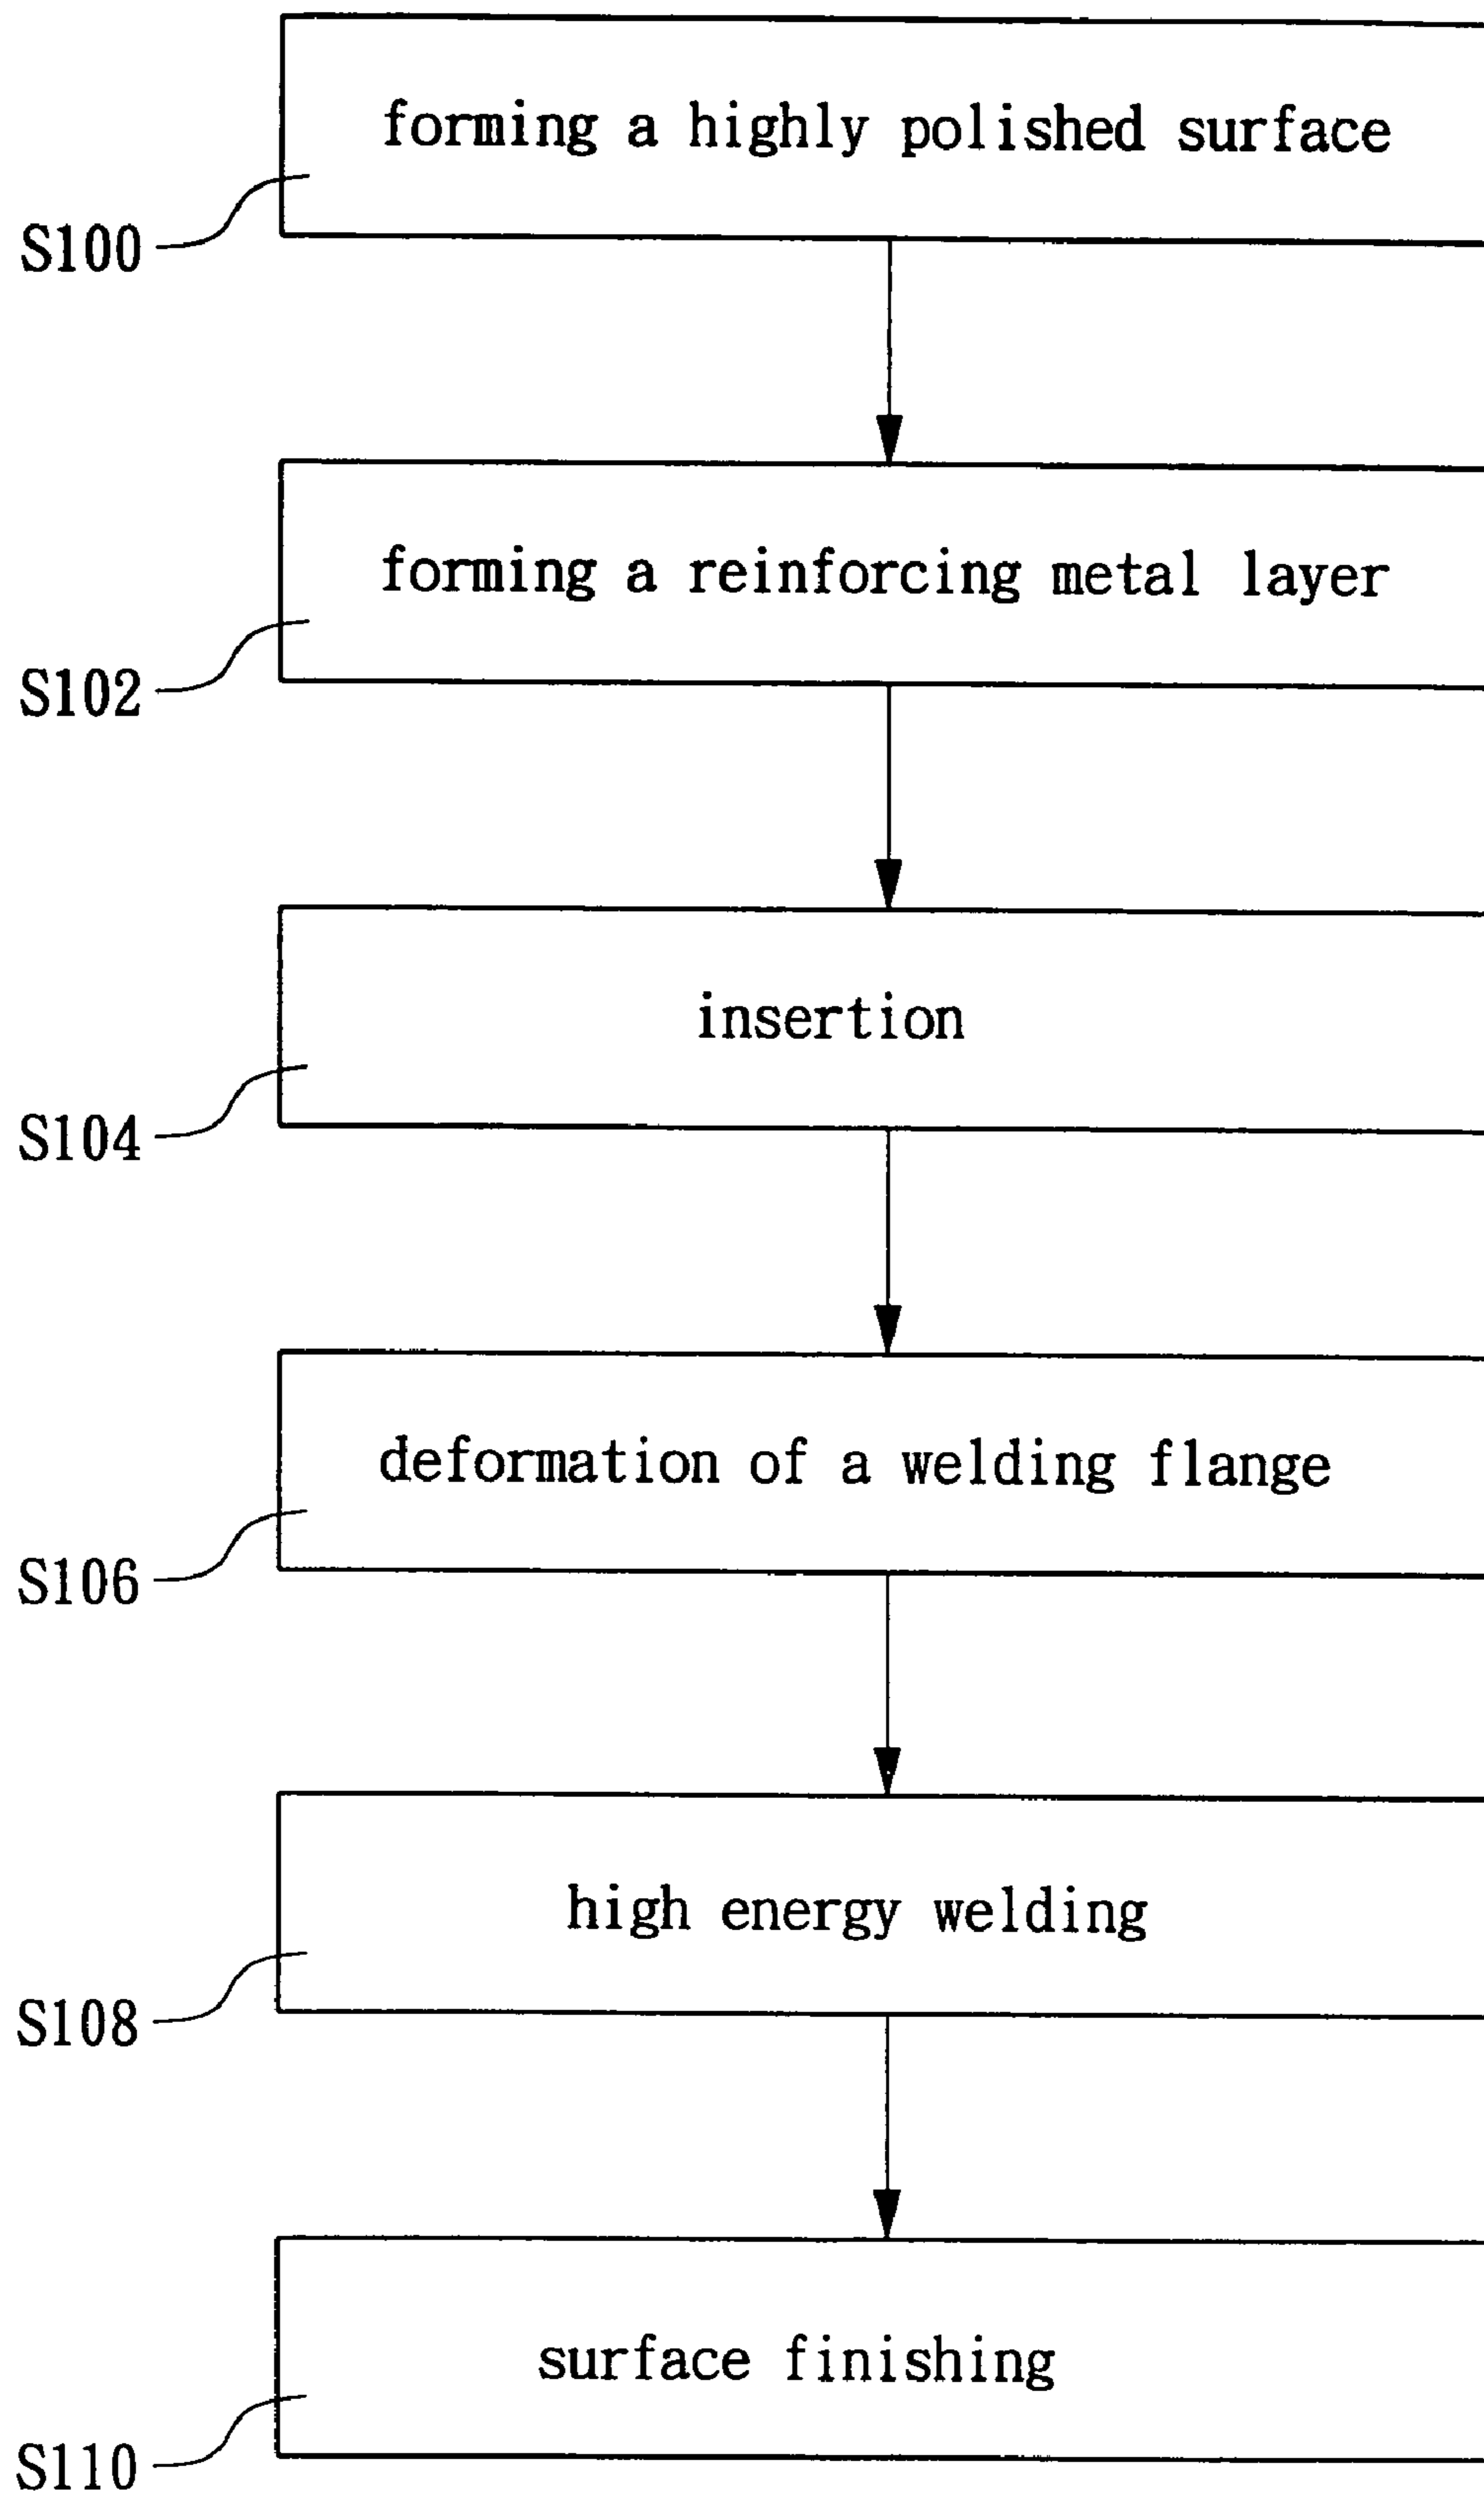 forming a highly polished surface
S100
forming a reinforcing metal layer
S102
insertion
S104
deformation of a welding flange
S106
high energy welding
S108
surface finishing
S110